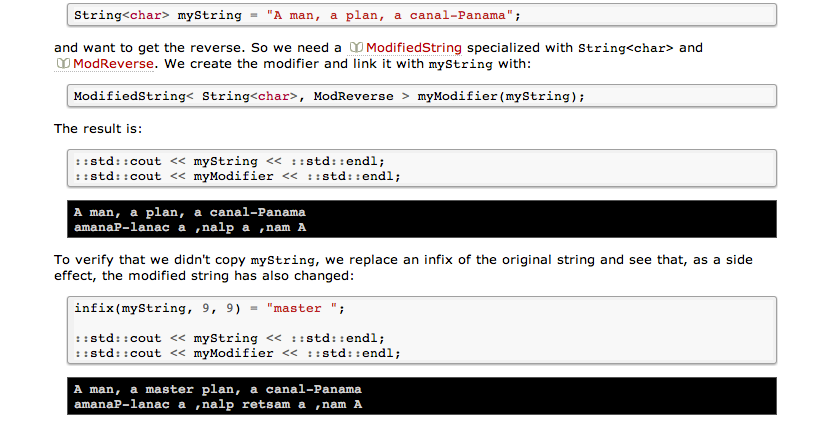 String<char> myString = "A man, a plan, a canal-Panama";
and want to get the reverse. So we need a ModifiedString specialized with String<char> and
ModReverse. We create the modifier and link it with myString with:
ModifiedString< String<char>, ModReverse > myModifier(myString);
The result is:
::std::cout << myString << ::std::endl;
::std::cout << myModifier << ::std::endl;
A man, a plan, a canal-Panama
amanaP-lanac a ,nalp a ,nam A
To verify that we didn't copy myString, we replace an infix of the original string and see that, as a side
effect, the modified string has also changed:
infix(myString, 9, 9) = "master ";
::std::cout << myString << ::std::endl;
::std::cout << myModifier << ::std::endl;
A man, a master plan, a canal-Panama
amanaP-lanac a ,nalp retsam a ,nam A